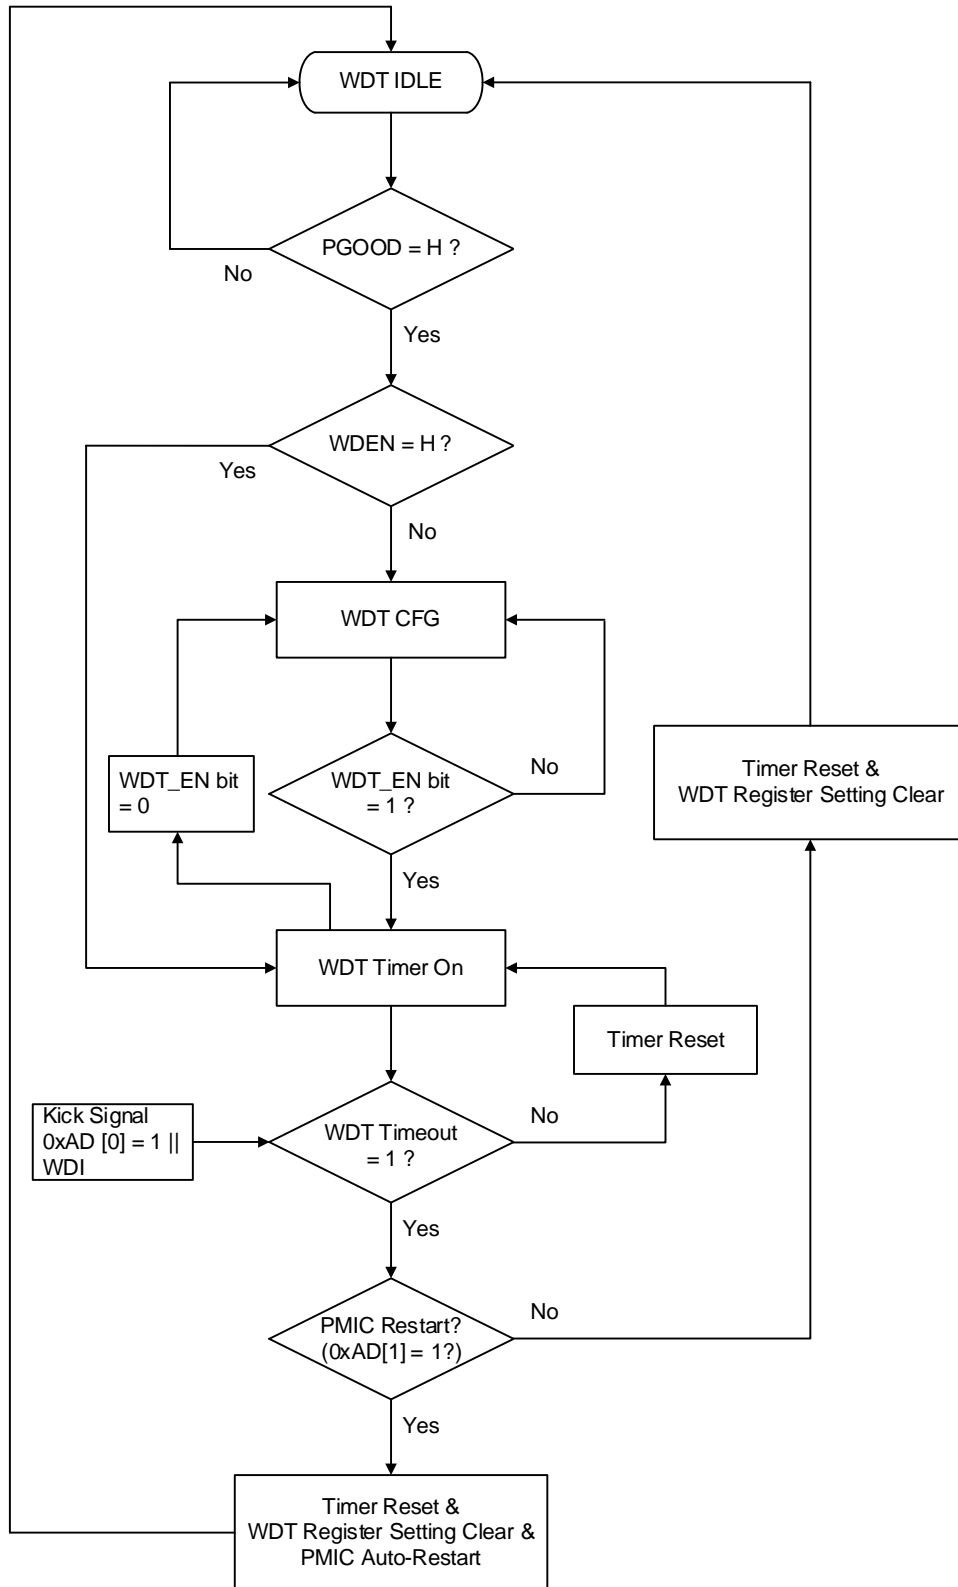 WDT IDLE
PGOOD = H ?
No
Yes
WDEN = H ?
Yes
No
WDT CFG
WDT_EN bit
= 0
WDT_EN bit
= 1 ?
No
Timer Reset &
WDT Register Setting Clear
Yes
WDT Timer On
Timer Reset
Kick Signal
0xAD [0] = 1 ||
WDI
WDT Timeout
= 1 ?
No
Yes
PMIC Restart?
(0xAD[1] = 1?)
No
Yes
Timer Reset &
WDT Register Setting Clear &
PMIC Auto-Restart